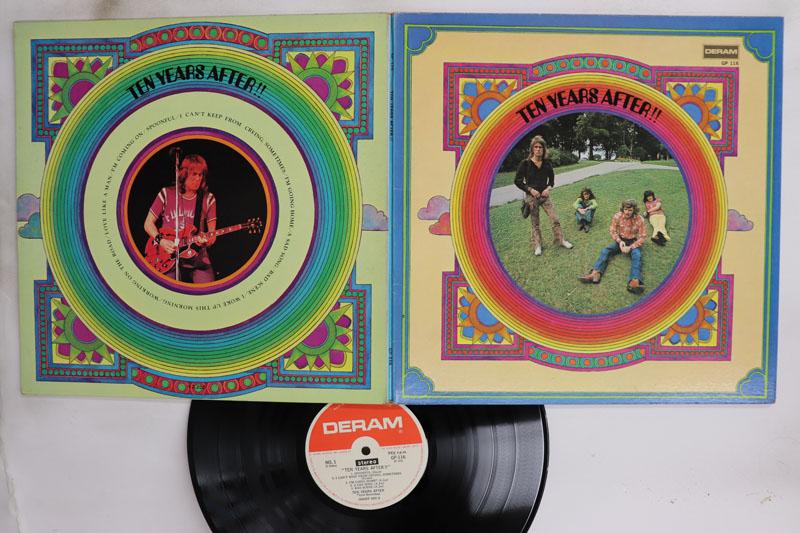 TEN YEARS AFTER!!
I'M COMING ON/SPOONFUL/I CAN'T KEEP FROM CRYING, SOMETIMES/I'M GOING HOME/A SAD SONG/BAD SCENE/I WOKE UP THIS MORNING/WORKING ON THE ROAD/LOVE LIKE A MAN/
DERAM
GP 116
TEN YEARS AFTER!!
DERAM
NO. 1
stereo
GP-116
"TEN YEARS AFTER!!"
TEN YEARS AFTER